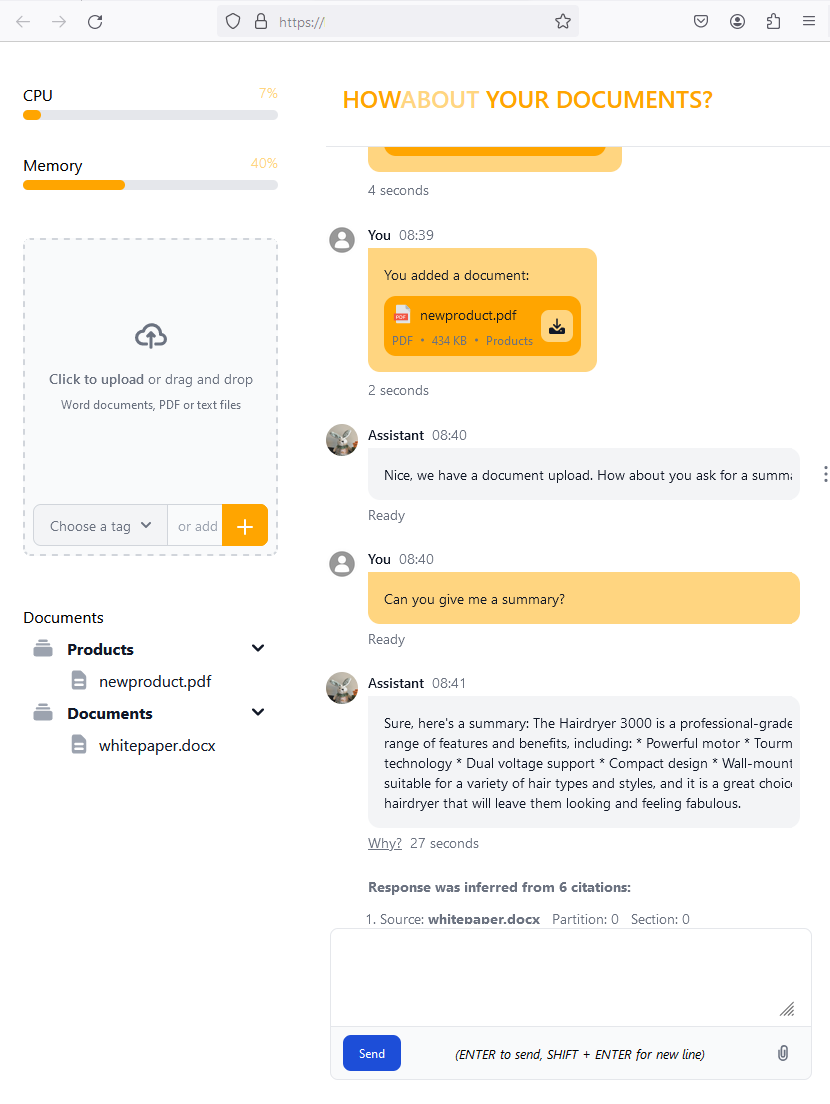 https://
CPU 7%
Memory 40%
Click to upload or drag and drop
Word documents, PDF or text files
Choose a tag or add
Documents
Products
newproduct.pdf
Documents
whitepaper.docx
HOWABOUT YOUR DOCUMENTS?
4 seconds
You 08:39
You added a document:
PDF newproduct.pdf
PDF • 434 KB • Products
2 seconds
Assistant 08:40
Nice, we have a document upload. How about you ask for a summa
Ready
You 08:40
Can you give me a summary?
Ready
Assistant 08:41
Sure, here's a summary: The Hairdryer 3000 is a professional-grade
range of features and benefits, including: * Powerful motor * Tourm
technology * Dual voltage support * Compact design * Wall-mount
suitable for a variety of hair types and styles, and it is a great choice
hairdryer that will leave them looking and feeling fabulous.
Why? 27 seconds
Response was inferred from 6 citations:
1. Source: whitepaper.docx Partition: 0 Section: 0
Send (ENTER to send, SHIFT + ENTER for new line)